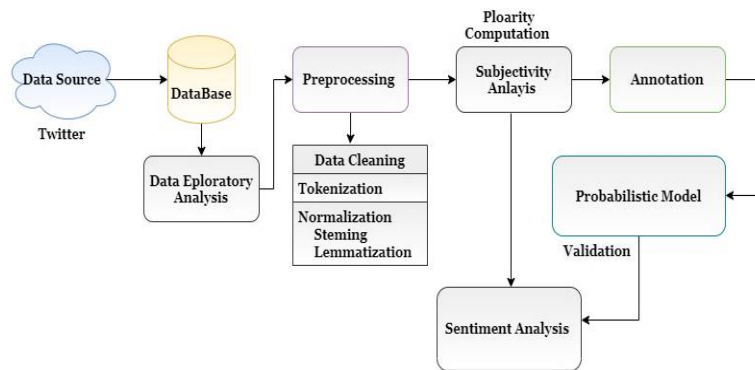 Ploarity
Computation
Data Source
DataBase
Preprocessing
Subjectivity
Anlayis
Annotation
Twitter
Data Eploratory
Analysis
Data Cleaning
Tokenization
Normalization
Steming
Lemmatization
Probabilistic Model
Validation
Sentiment Analysis